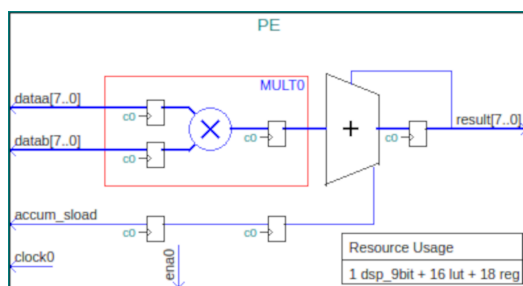 PE
MULT0
dataa[7..0]
c0
datab[7..0]
c0
c0
+
c0
result[7..0]
accum_sload
c0
c0
clock0
ena0
Resource Usage
1 dsp_9bit + 16 lut + 18 reg